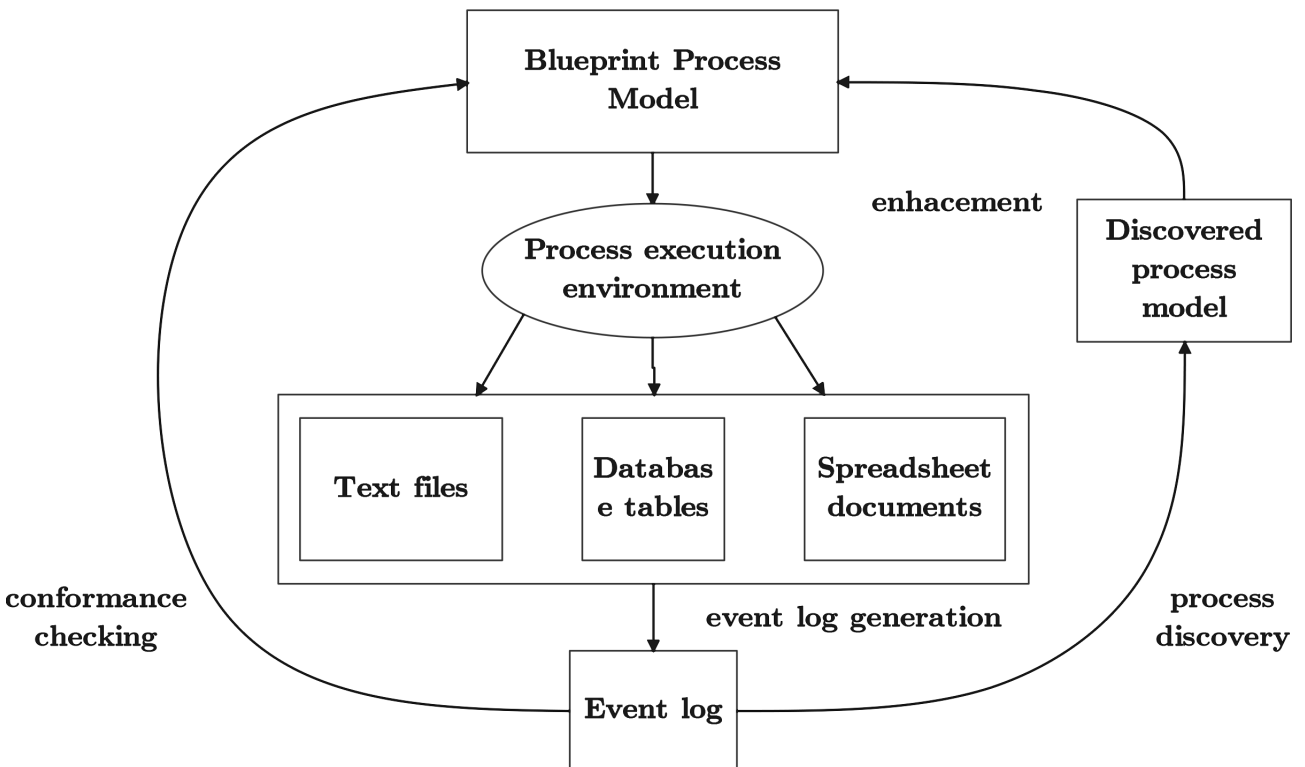 Blueprint Process
Model
enhacement
Process execution
environment
Discovered
process
model
Text files
Databas
e tables
Spreadsheet
documents
conformance
checking
event log generation
process
discovery
Event log